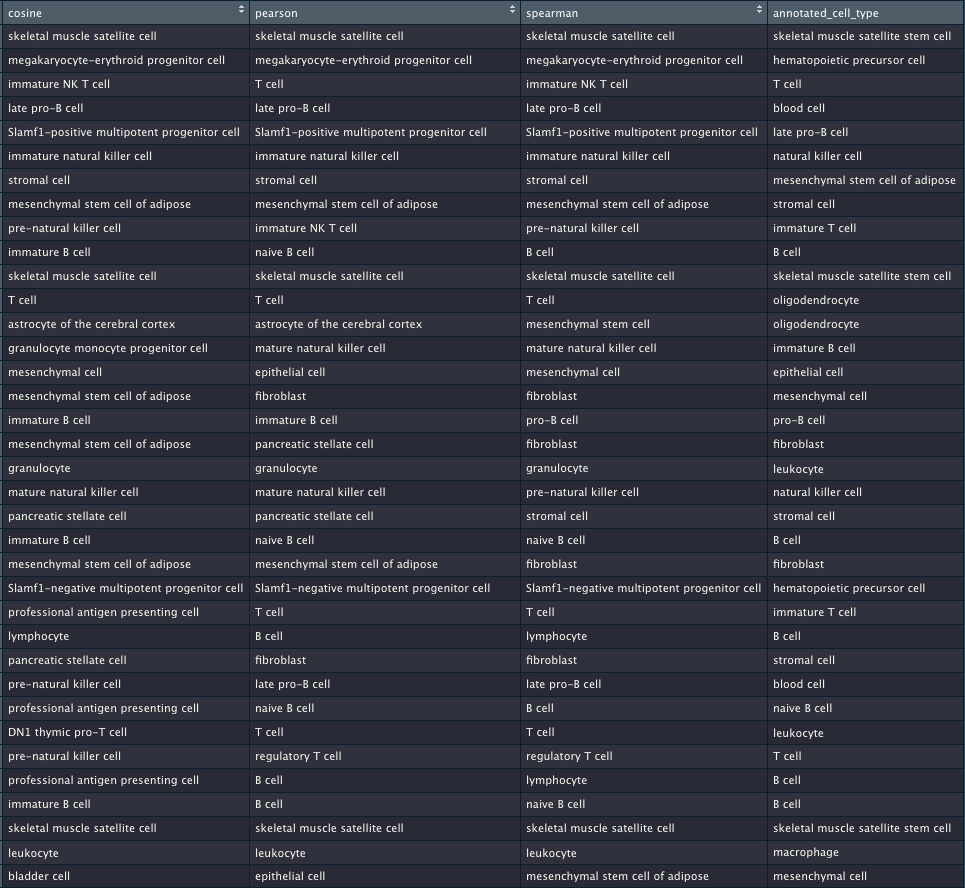 cosine pearson spearman annotated_cell_type
skeletal muscle satellite cell skeletal muscle satellite cell skeletal muscle satellite cell skeletal muscle satellite stem cell
megakaryocyte-erythroid progenitor cell megakaryocyte-erythroid progenitor cell megakaryocyte-erythroid progenitor cell hematopoietic precursor cell
immature NK T cell T cell immature NK T cell T cell
late pro-B cell late pro-B cell late pro-B cell blood cell
Slamf1-positive multipotent progenitor cell Slamf1-positive multipotent progenitor cell Slamf1-positive multipotent progenitor cell late pro-B cell
immature natural killer cell immature natural killer cell immature natural killer cell natural killer cell
stromal cell stromal cell stromal cell mesenchymal stem cell of adipose
mesenchymal stem cell of adipose mesenchymal stem cell of adipose mesenchymal stem cell of adipose stromal cell
pre-natural killer cell immature NK T cell pre-natural killer cell immature T cell
immature B cell naive B cell B cell B cell
skeletal muscle satellite cell skeletal muscle satellite cell skeletal muscle satellite cell skeletal muscle satellite stem cell
T cell T cell T cell oligodendrocyte
astrocyte of the cerebral cortex astrocyte of the cerebral cortex mesenchymal stem cell oligodendrocyte
granulocyte monocyte progenitor cell mature natural killer cell mature natural killer cell immature B cell
mesenchymal cell epithelial cell mesenchymal cell epithelial cell
mesenchymal stem cell of adipose fibroblast fibroblast mesenchymal cell
immature B cell immature B cell pro-B cell pro-B cell
mesenchymal stem cell of adipose pancreatic stellate cell fibroblast fibroblast
granulocyte granulocyte granulocyte leukocyte
mature natural killer cell mature natural killer cell pre-natural killer cell natural killer cell
pancreatic stellate cell pancreatic stellate cell stromal cell stromal cell
immature B cell naive B cell naive B cell B cell
mesenchymal stem cell of adipose mesenchymal stem cell of adipose fibroblast fibroblast
Slamf1-negative multipotent progenitor cell Slamf1-negative multipotent progenitor cell Slamf1-negative multipotent progenitor cell hematopoietic precursor cell
professional antigen presenting cell T cell T cell immature T cell
lymphocyte B cell lymphocyte B cell
pancreatic stellate cell fibroblast fibroblast stromal cell
pre-natural killer cell late pro-B cell late pro-B cell blood cell
professional antigen presenting cell naive B cell B cell naive B cell
DN1 thymic pro-T cell T cell T cell leukocyte
pre-natural killer cell regulatory T cell regulatory T cell T cell
professional antigen presenting cell B cell lymphocyte B cell
immature B cell B cell naive B cell B cell
skeletal muscle satellite cell skeletal muscle satellite cell skeletal muscle satellite cell skeletal muscle satellite stem cell
leukocyte leukocyte leukocyte macrophage
bladder cell epithelial cell mesenchymal stem cell of adipose mesenchymal cell